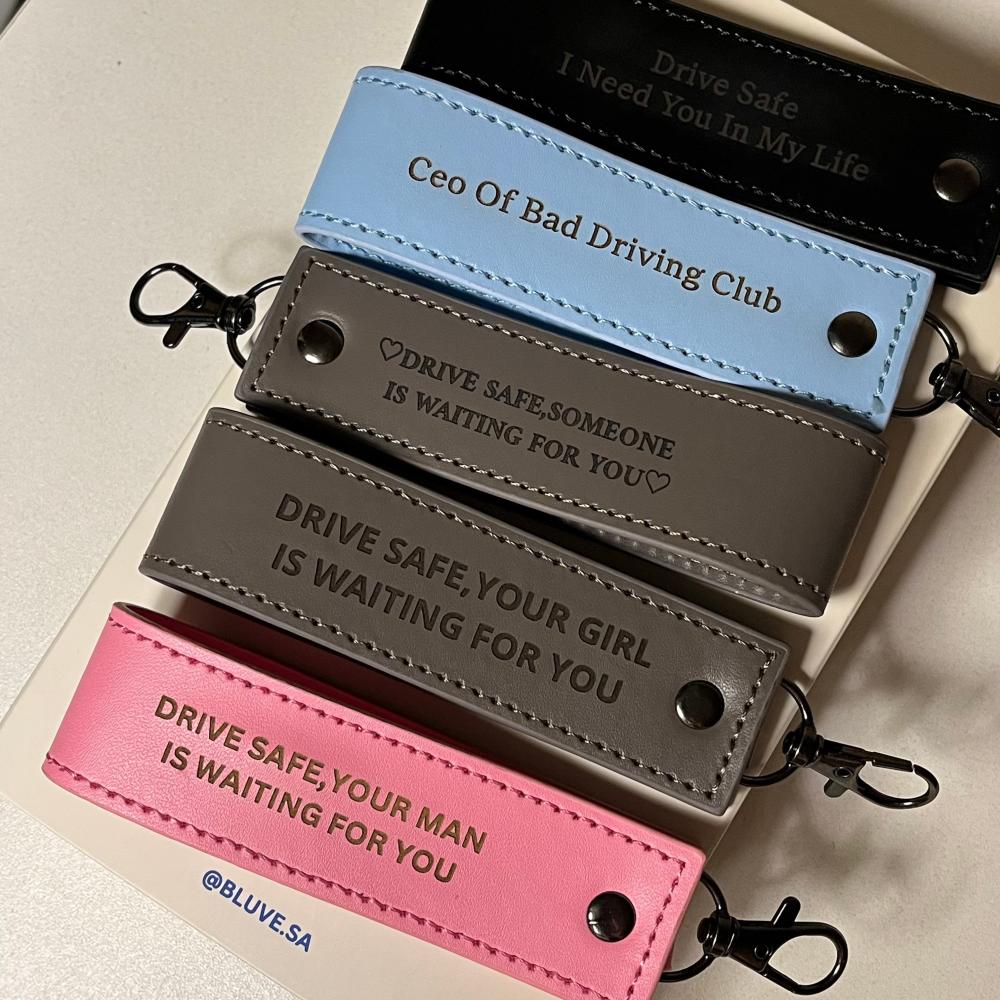 Drive Safe
I Need You In My Life
Ceo Of Bad Driving Club
♡DRIVE SAFE,SOMEONE
IS WAITING FOR YOU♡
DRIVE SAFE,YOUR GIRL
IS WAITING FOR YOU
DRIVE SAFE,YOUR MAN
IS WAITING FOR YOU
@BLUVE.SA